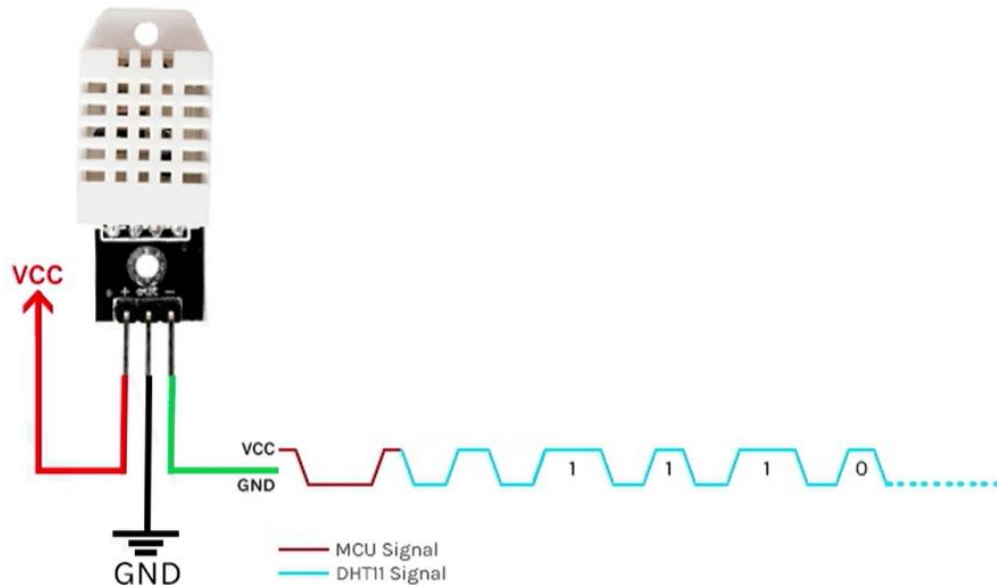 VCC
+ out −
VCC
GND
1 1 1 0
MCU Signal
DHT11 Signal
GND